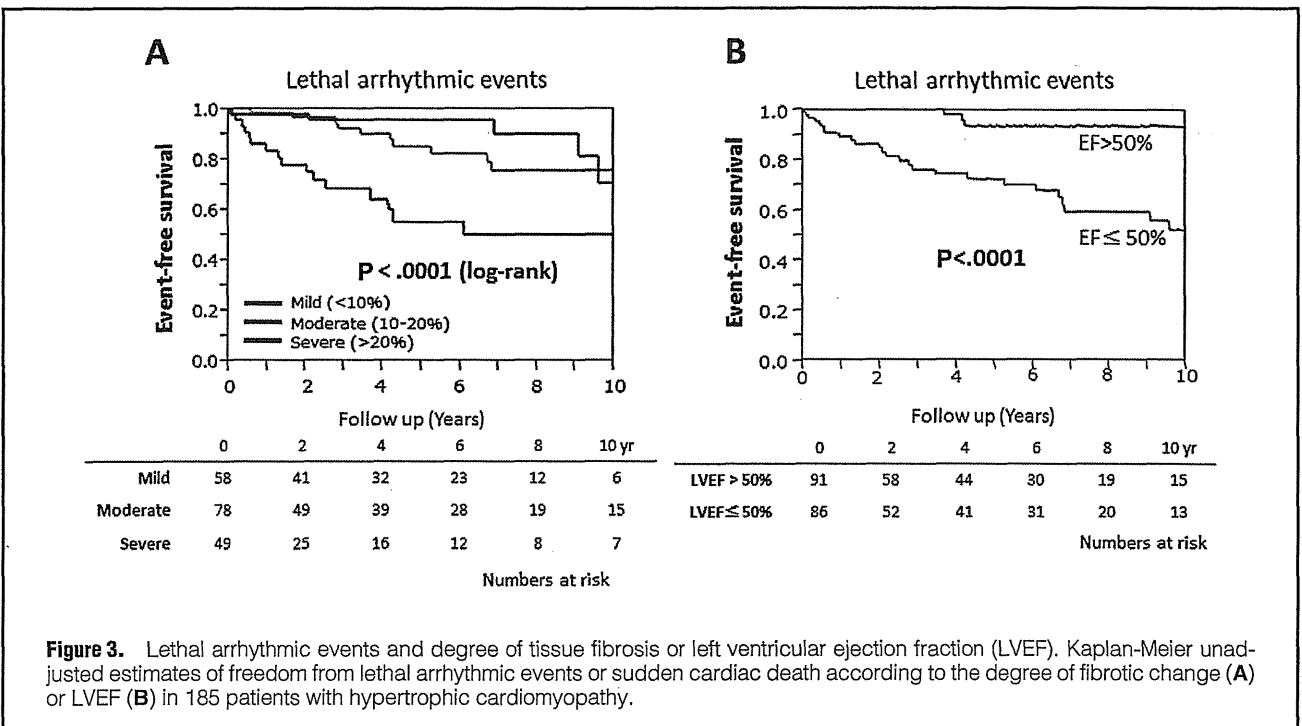 A
Lethal arrhythmic events
Event-free survival
1.0
0.8
0.6
0.4
0.2
0.0
P < .0001 (log-rank)
Mild (<10%)
Moderate (10-20%)
Severe (>20%)
0 2 4 6 8 10
Follow up (Years)
0 2 4 6 8 10 yr
Mild 58 41 32 23 12 6
Moderate 78 49 39 28 19 15
Severe 49 25 16 12 8 7
Numbers at risk
B
Lethal arrhythmic events
Event-free survival
1.0
0.8
0.6
0.4
0.2
0.0
EF>50%
EF≤ 50%
P<.0001
0 2 4 6 8 10
Follow up (Years)
0 2 4 6 8 10 yr
LVEF > 50% 91 58 44 30 19 15
LVEF≤ 50% 86 52 41 31 20 13
Numbers at risk
Figure 3. Lethal arrhythmic events and degree of tissue fibrosis or left ventricular ejection fraction (LVEF). Kaplan-Meier unad-
justed estimates of freedom from lethal arrhythmic events or sudden cardiac death according to the degree of fibrotic change (A)
or LVEF (B) in 185 patients with hypertrophic cardiomyopathy.